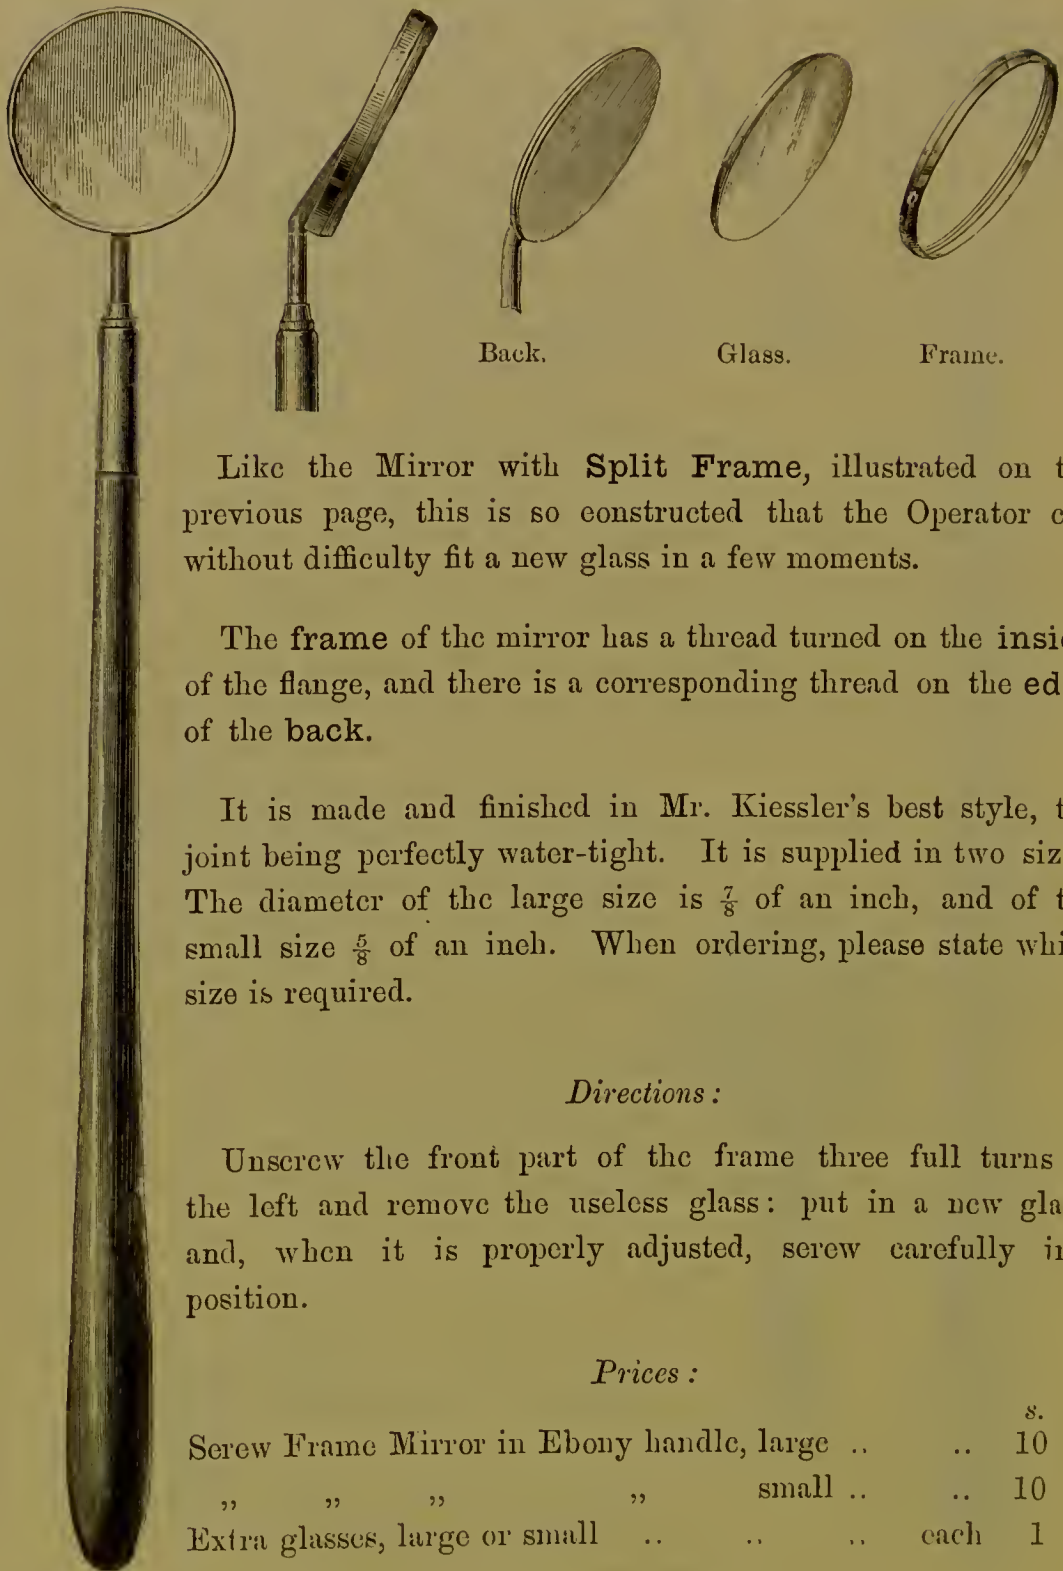 Back. Glass. Frame.
Like the Mirror with Split Frame, illustrated on t
previous page, this is so constructed that the Operator c
without difficulty fit a new glass in a few moments.
The frame of the mirror has a thread turned on the insi
of the flange, and there is a corresponding thread on the ed
of the back.
It is made and finished in Mr. Kiessler's best style, t
joint being perfectly water-tight. It is supplied in two siz
The diameter of the large size is ⅞ of an inch, and of t
small size ⅝ of an inch. When ordering, please state whi
size is required.
Directions :
Unscrew the front part of the frame three full turns
the left and remove the useless glass : put in a new gla
and, when it is properly adjusted, screw carefully in
position.
Prices :
s.
Screw Frame Mirror in Ebony handle, large .. .. 10
„ „ „ „ small .. .. 10
Extra glasses, large or small .. .. .. each 1